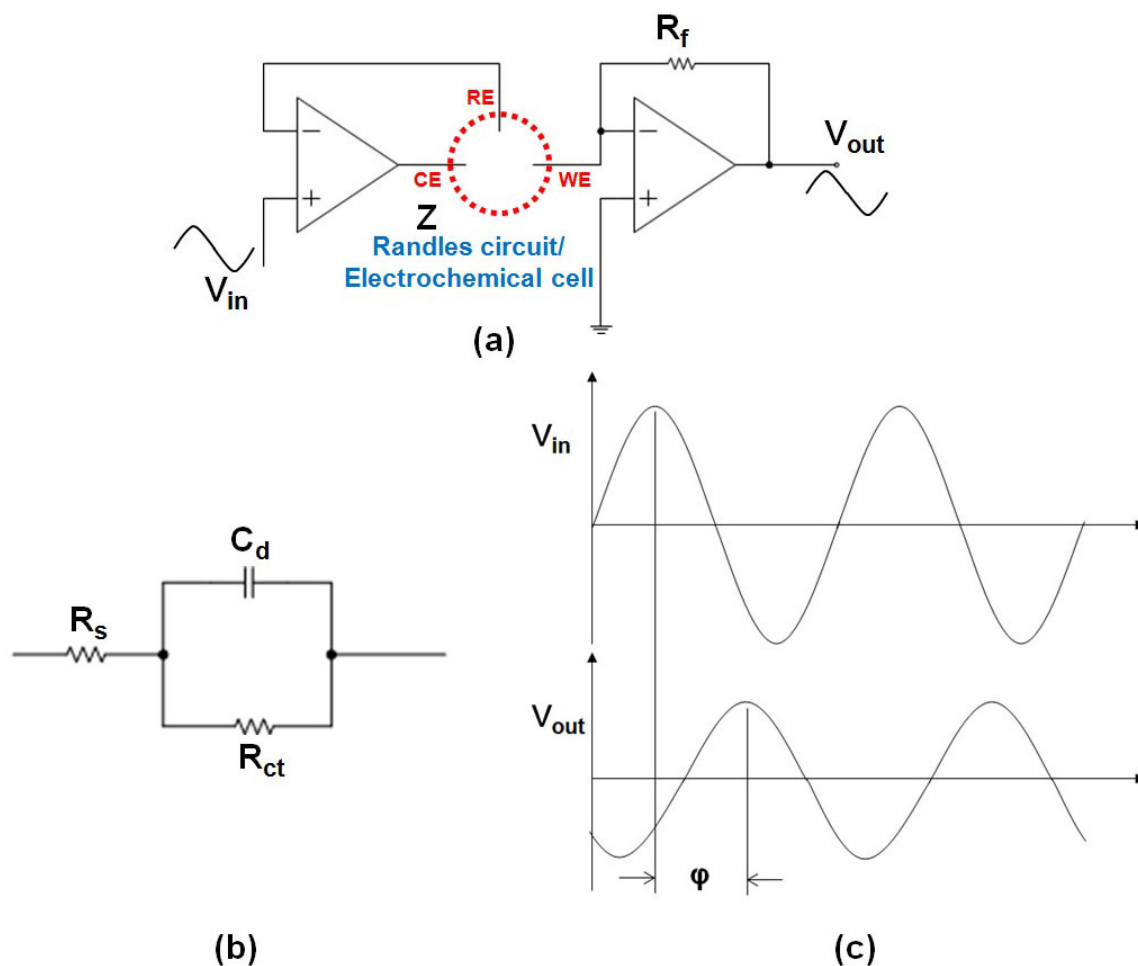 R_f
RE
V_out
CE
WE
Z
Randles circuit/
Electrochemical cell
V_in
(a)
V_in
C_d
R_s
V_out
R_ct
φ
(b)
(c)